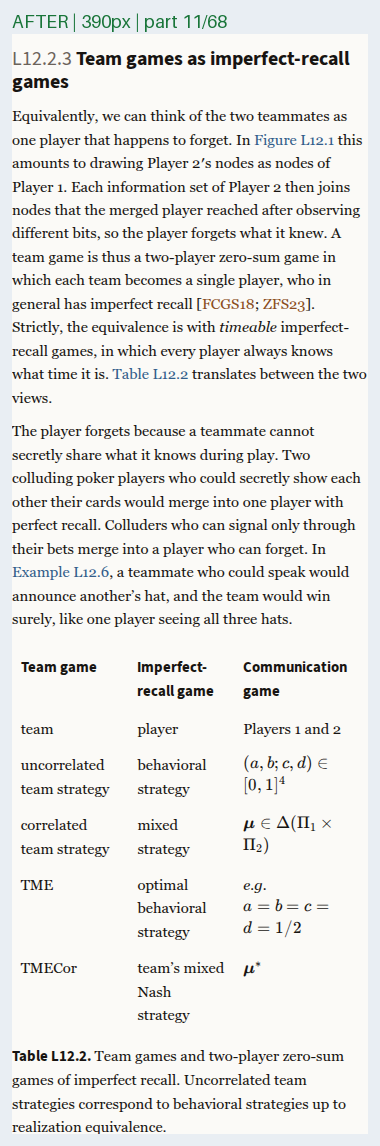 AFTER | 390px | part 11/68
L12.2.3 Team games as imperfect-recall
games
Equivalently, we can think of the two teammates as
one player that happens to forget. In Figure L12.1 this
amounts to drawing Player 2′s nodes as nodes of
Player 1. Each information set of Player 2 then joins
nodes that the merged player reached after observing
different bits, so the player forgets what it knew. A
team game is thus a two-player zero-sum game in
which each team becomes a single player, who in
general has imperfect recall [FCGS18; ZFS23].
Strictly, the equivalence is with timeable imperfect-
recall games, in which every player always knows
what time it is. Table L12.2 translates between the two
views.
The player forgets because a teammate cannot
secretly share what it knows during play. Two
colluding poker players who could secretly show each
other their cards would merge into one player with
perfect recall. Colluders who can signal only through
their bets merge into a player who can forget. In
Example L12.6, a teammate who could speak would
announce another’s hat, and the team would win
surely, like one player seeing all three hats.
Team game Imperfect- Communication
recall game game
team player Players 1 and 2
uncorrelated behavioral (a, b; c, d) ∈
team strategy strategy [0, 1]⁴
correlated mixed μ ∈ Δ(Π₁ ×
team strategy strategy Π₂)
TME optimal e.g.
behavioral a = b = c =
strategy d = 1/2
TMECor team’s mixed μ*
Nash
strategy
Table L12.2. Team games and two-player zero-sum
games of imperfect recall. Uncorrelated team
strategies correspond to behavioral strategies up to
realization equivalence.